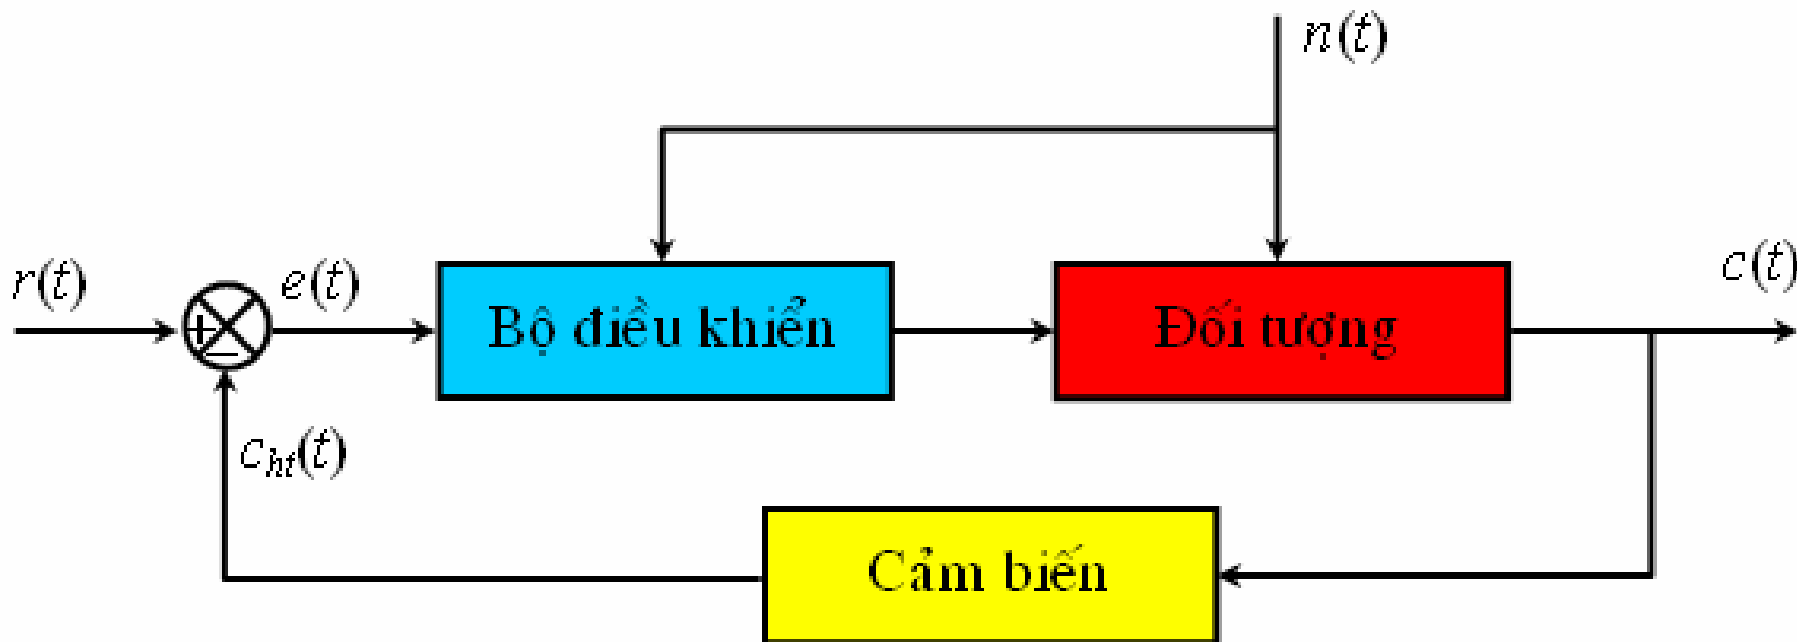 n(t)
r(t)
e(t)
Bộ điều khiển
Đối tượng
c(t)
+
−
c_ht(t)
Cảm biến